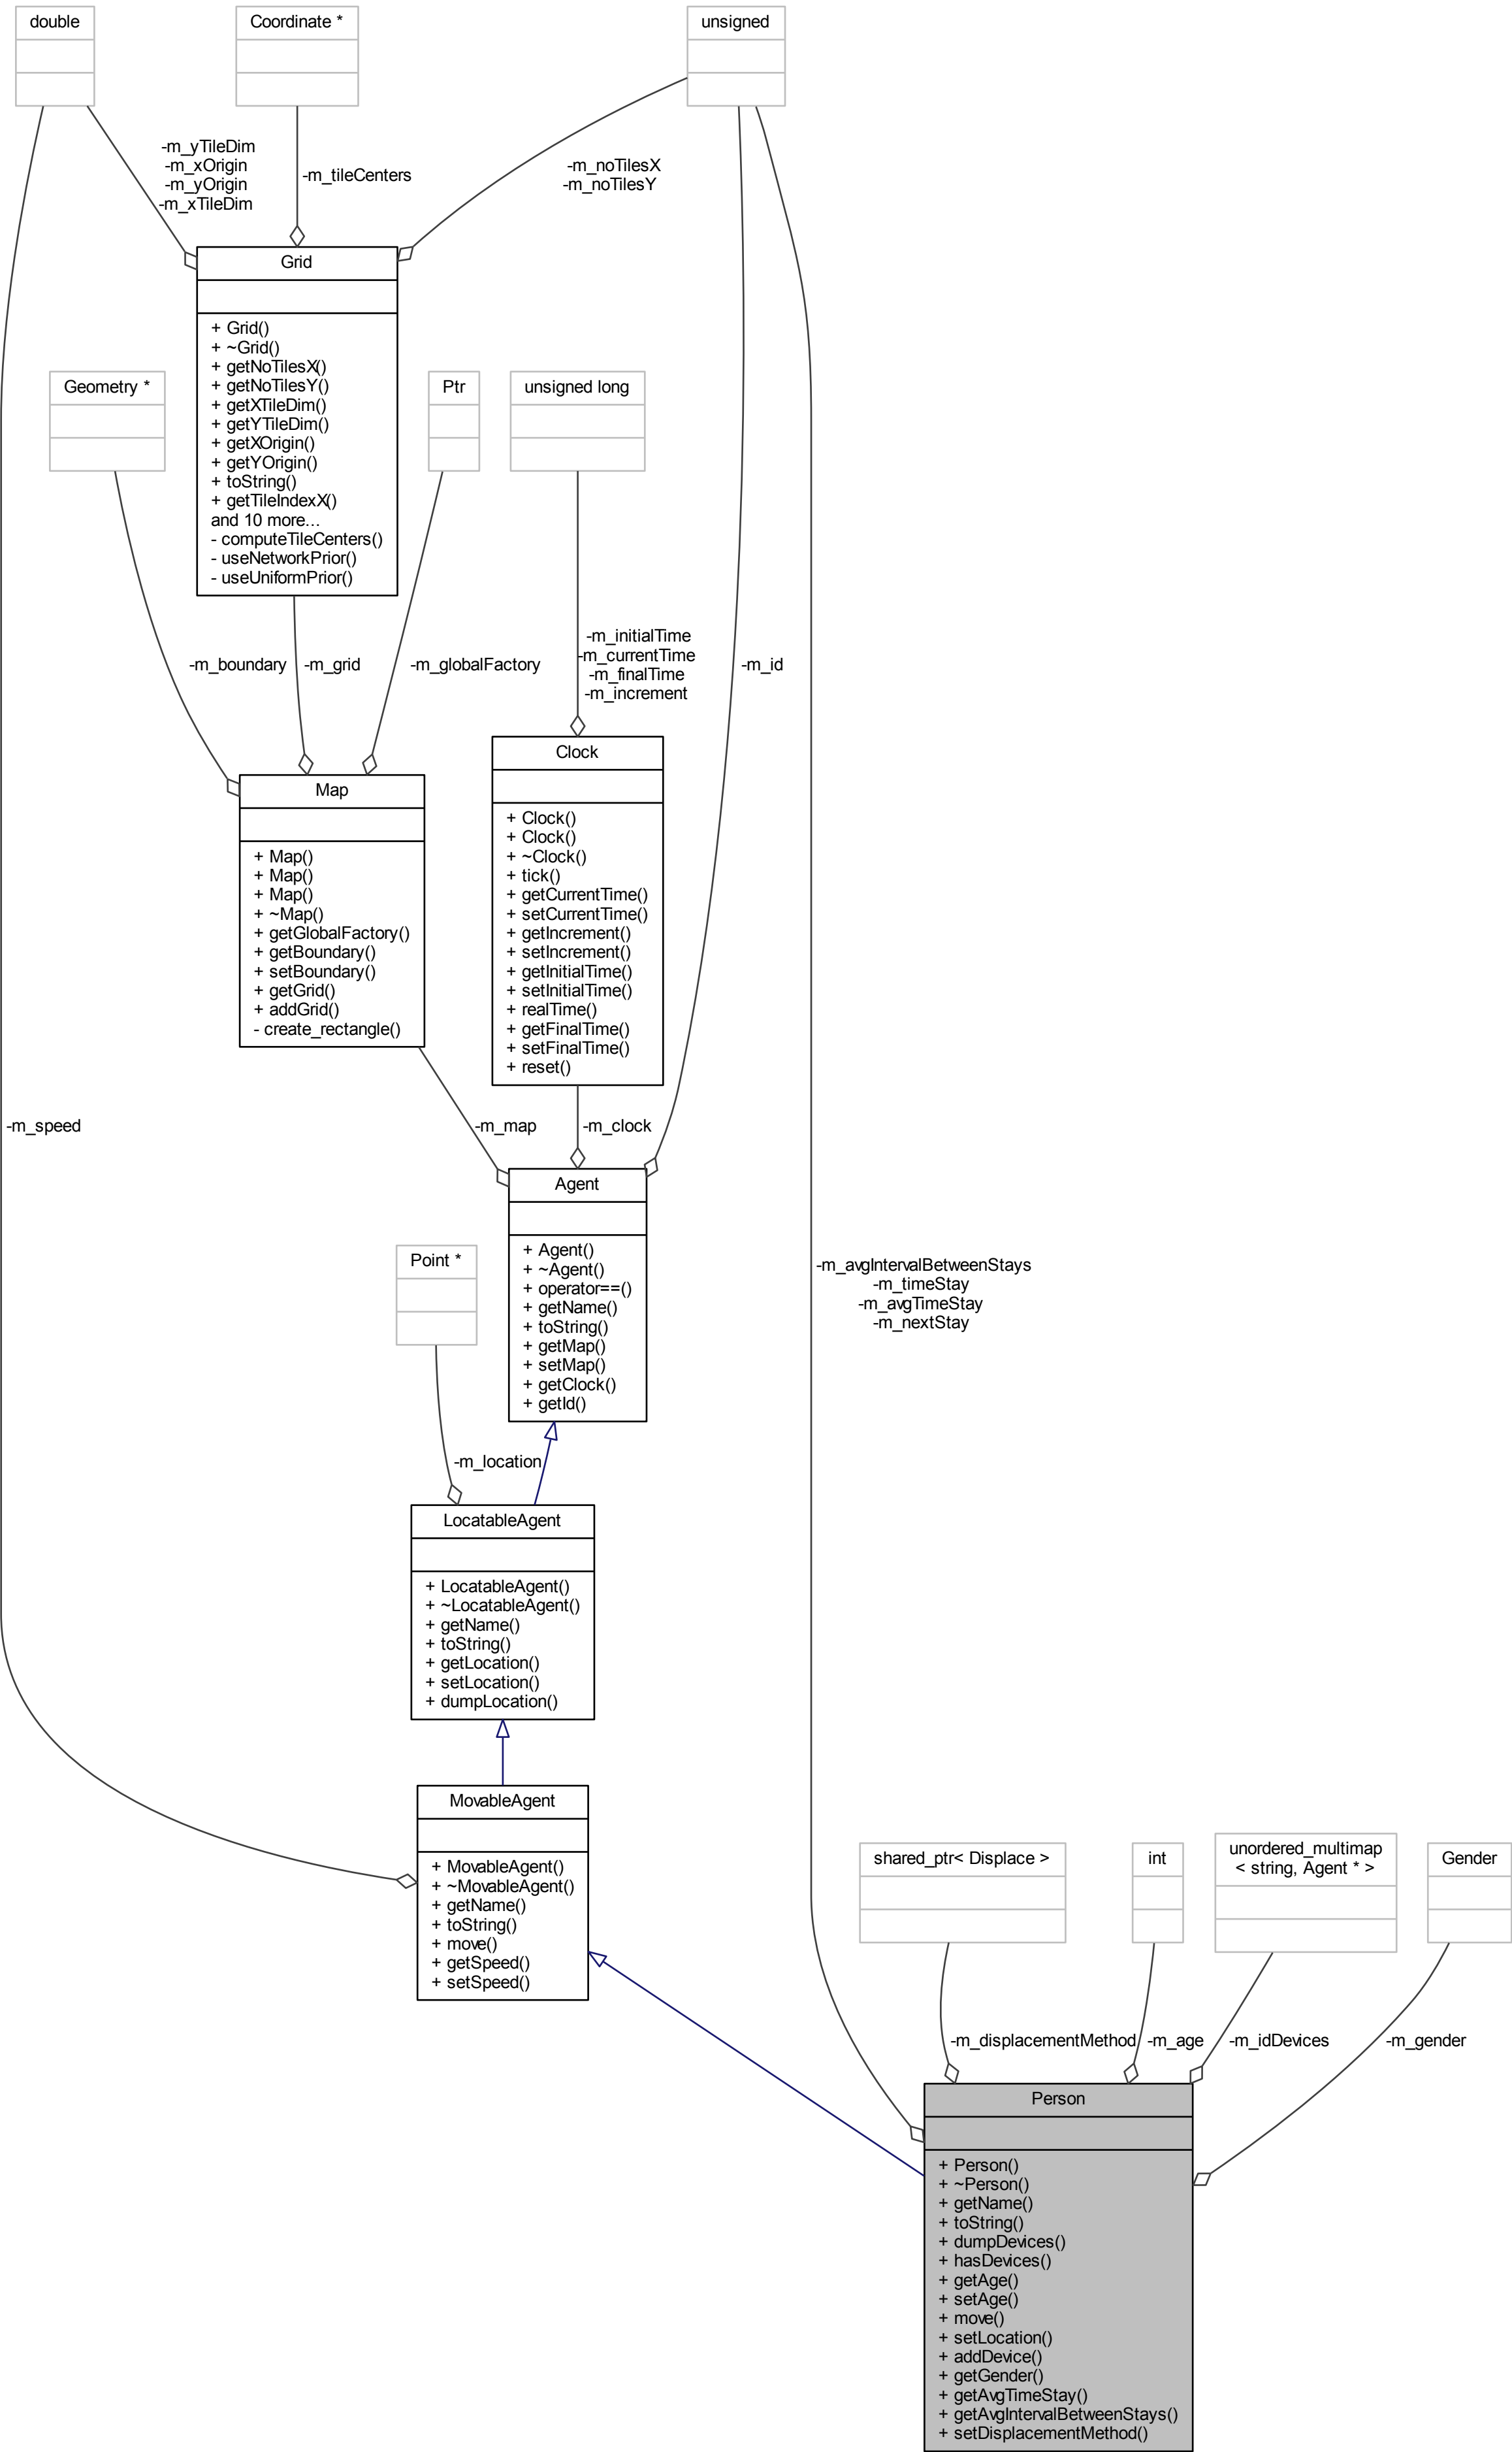 double
Coordinate *
unsigned
-m_yTileDim
-m_xOrigin
-m_yOrigin
-m_xTileDim
-m_tileCenters
-m_noTilesX
-m_noTilesY
Grid
+ Grid()
+ ~Grid()
+ getNoTilesX()
+ getNoTilesY()
+ getXTileDim()
+ getYTileDim()
+ getXOrigin()
+ getYOrigin()
+ toString()
+ getTileIndexX()
and 10 more...
- computeTileCenters()
- useNetworkPrior()
- useUniformPrior()
Geometry *
Ptr
unsigned long
-m_boundary
-m_grid
-m_globalFactory
-m_initialTime
-m_currentTime
-m_finalTime
-m_increment
-m_id
Map
+ Map()
+ Map()
+ Map()
+ ~Map()
+ getGlobalFactory()
+ getBoundary()
+ setBoundary()
+ getGrid()
+ addGrid()
- create_rectangle()
Clock
+ Clock()
+ Clock()
+ ~Clock()
+ tick()
+ getCurrentTime()
+ setCurrentTime()
+ getIncrement()
+ setIncrement()
+ getInitialTime()
+ setInitialTime()
+ realTime()
+ getFinalTime()
+ setFinalTime()
+ reset()
-m_speed
-m_map
-m_clock
Agent
+ Agent()
+ ~Agent()
+ operator==()
+ getName()
+ toString()
+ getMap()
+ setMap()
+ getClock()
+ getId()
Point *
-m_avgIntervalBetweenStays
-m_timeStay
-m_avgTimeStay
-m_nextStay
-m_location
LocatableAgent
+ LocatableAgent()
+ ~LocatableAgent()
+ getName()
+ toString()
+ getLocation()
+ setLocation()
+ dumpLocation()
MovableAgent
+ MovableAgent()
+ ~MovableAgent()
+ getName()
+ toString()
+ move()
+ getSpeed()
+ setSpeed()
shared_ptr< Displace >
int
unordered_multimap
< string, Agent * >
Gender
-m_displacementMethod
-m_age
-m_idDevices
-m_gender
Person
+ Person()
+ ~Person()
+ getName()
+ toString()
+ dumpDevices()
+ hasDevices()
+ getAge()
+ setAge()
+ move()
+ setLocation()
+ addDevice()
+ getGender()
+ getAvgTimeStay()
+ getAvgIntervalBetweenStays()
+ setDisplacementMethod()